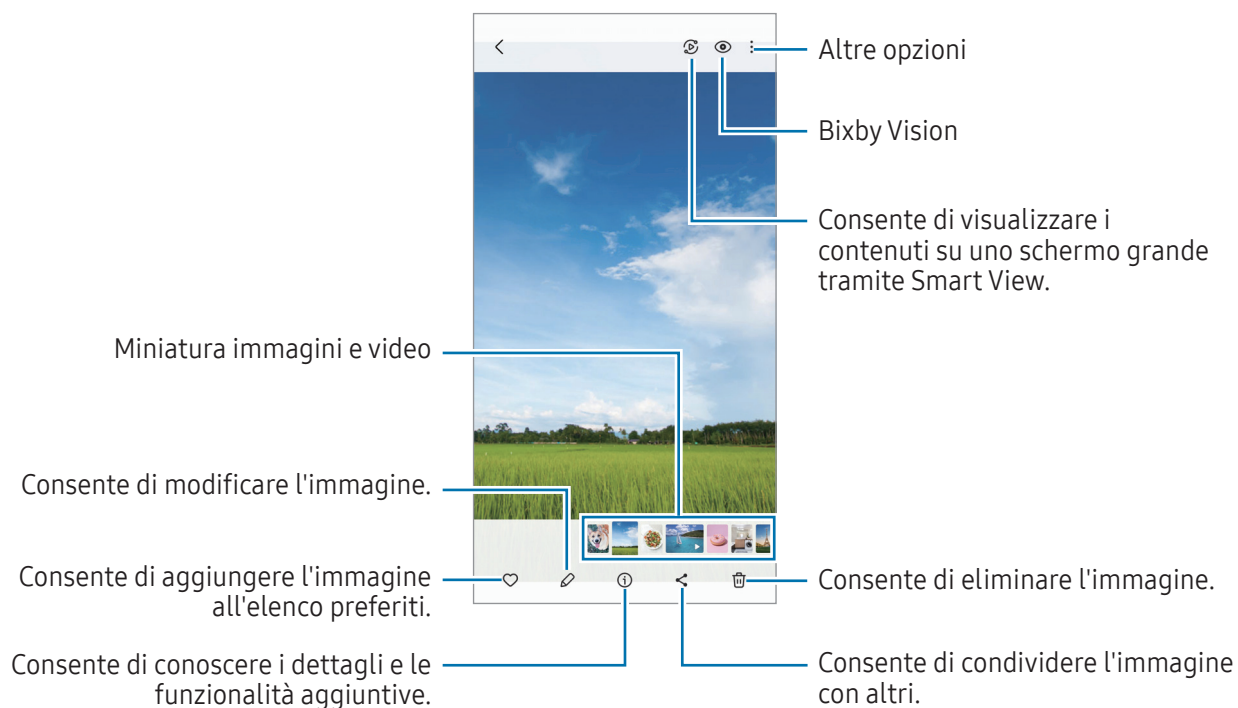 Altre opzioni
Bixby Vision
Consente di visualizzare i
contenuti su uno schermo grande
tramite Smart View.
Miniatura immagini e video
Consente di modificare l'immagine.
Consente di aggiungere l'immagine
all'elenco preferiti.
Consente di eliminare l'immagine.
Consente di conoscere i dettagli e le
funzionalità aggiuntive.
Consente di condividere l'immagine
con altri.